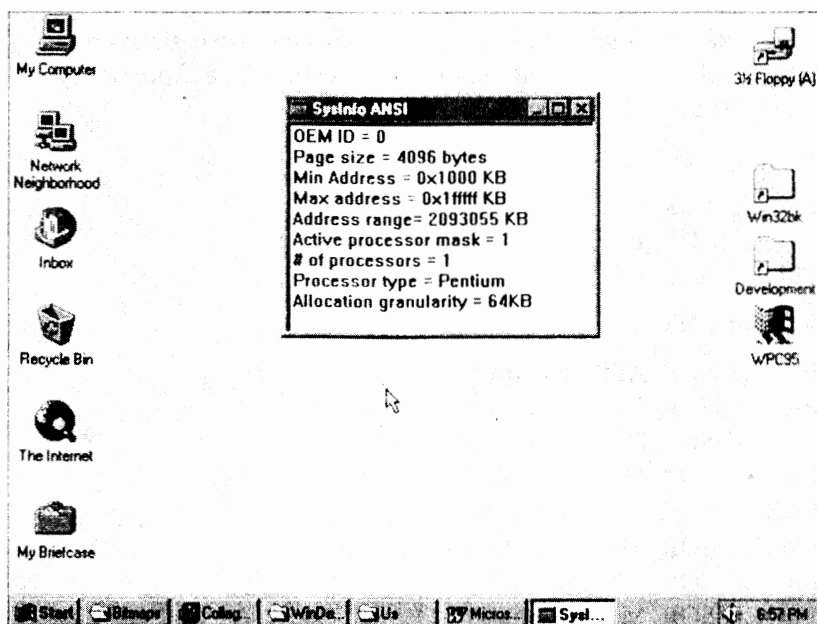 My Computer
3½ Floppy (A)
SysInfo ANSI
OEM ID = 0
Page size = 4096 bytes
Min Address = 0x1000 KB
Max address = 0x1fffff KB
Address range= 2093055 KB
Active processor mask = 1
# of processors = 1
Processor type = Pentium
Allocation granularity = 64KB
Network
Neighborhood
Inbox
Win32bk
Development
Recycle Bin
WPC95
The Internet
My Briefcase
Start
Bitmaps
Collag...
WinDe...
Us
Micros...
SysI...
6:57 PM